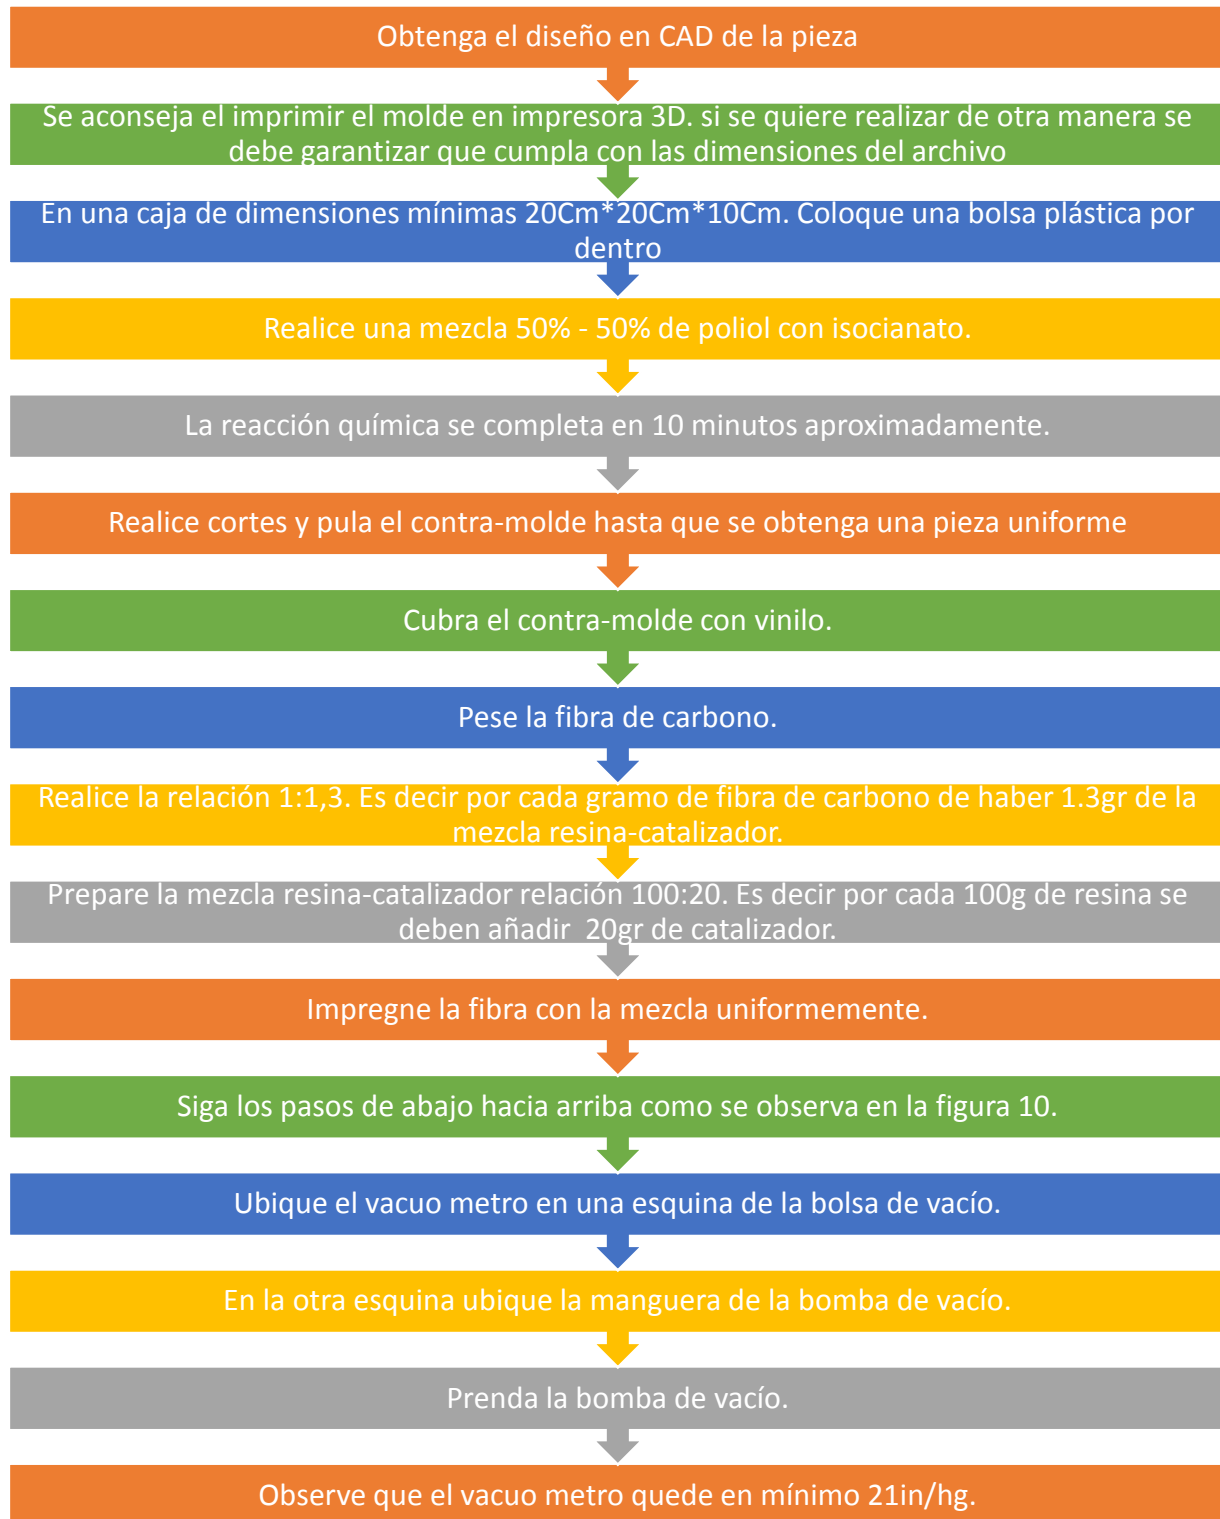 Obtenga el diseño en CAD de la pieza
Se aconseja el imprimir el molde en impresora 3D. si se quiere realizar de otra manera se
debe garantizar que cumpla con las dimensiones del archivo
En una caja de dimensiones mínimas 20Cm*20Cm*10Cm. Coloque una bolsa plástica por
dentro
Realice una mezcla 50% - 50% de poliol con isocianato.
La reacción química se completa en 10 minutos aproximadamente.
Realice cortes y pula el contra-molde hasta que se obtenga una pieza uniforme
Cubra el contra-molde con vinilo.
Pese la fibra de carbono.
Realice la relación 1:1,3. Es decir por cada gramo de fibra de carbono de haber 1.3gr de la
mezcla resina-catalizador.
Prepare la mezcla resina-catalizador relación 100:20. Es decir por cada 100g de resina se
deben añadir  20gr de catalizador.
Impregne la fibra con la mezcla uniformemente.
Siga los pasos de abajo hacia arriba como se observa en la figura 10.
Ubique el vacuo metro en una esquina de la bolsa de vacío.
En la otra esquina ubique la manguera de la bomba de vacío.
Prenda la bomba de vacío.
Observe que el vacuo metro quede en mínimo 21in/hg.